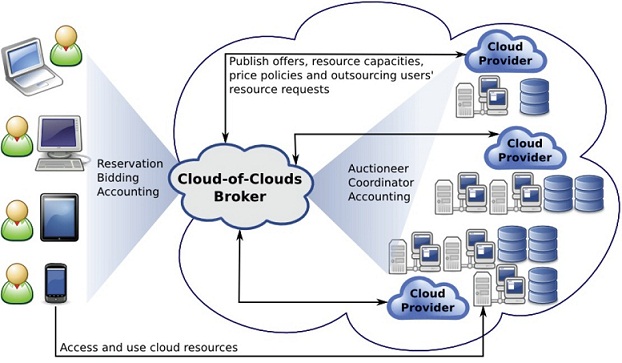 Publish offers, resource capacities,
price policies and outsourcing users'
resource requests
Cloud
Provider
Cloud
Provider
Reservation
Bidding
Accounting
Cloud-of-Clouds
Broker
Auctioneer
Coordinator
Accounting
Cloud
Provider
Access and use cloud resources